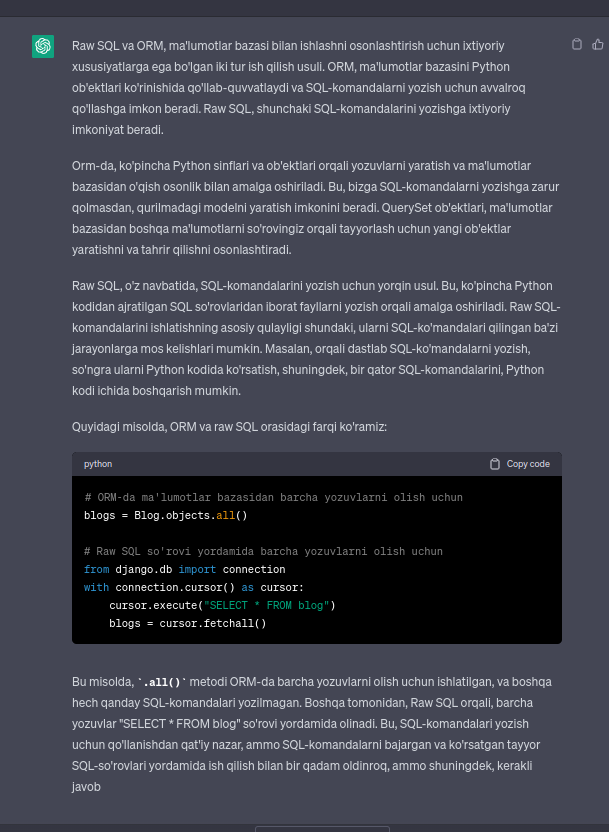 Raw SQL va ORM, ma'lumotlar bazasi bilan ishlashni osonlashtirish uchun ixtiyoriy
xususiyatlarga ega bo'lgan iki tur ish qilish usuli. ORM, ma'lumotlar bazasini Python
ob'ektlari ko'rinishida qo'llab-quvvatlaydi va SQL-komandalarni yozish uchun avvalroq
qo'llashga imkon beradi. Raw SQL, shunchaki SQL-komandalarini yozishga ixtiyoriy
imkoniyat beradi.
Orm-da, ko'pincha Python sinflari va ob'ektlari orqali yozuvlarni yaratish va ma'lumotlar
bazasidan o'qish osonlik bilan amalga oshiriladi. Bu, bizga SQL-komandalarni yozishga zarur
qolmasdan, qurilmadagi modelni yaratish imkonini beradi. QuerySet ob'ektlari, ma'lumotlar
bazasidan boshqa ma'lumotlarni so'rovingiz orqali tayyorlash uchun yangi ob'ektlar
yaratishni va tahrir qilishni osonlashtiradi.
Raw SQL, o'z navbatida, SQL-komandalarini yozish uchun yorqin usul. Bu, ko'pincha Python
kodidan ajratilgan SQL so'rovlaridan iborat fayllarni yozish orqali amalga oshiriladi. Raw SQL-
komandalarini ishlatishning asosiy qulayligi shundaki, ularni SQL-ko'mandalari qilingan ba'zi
jarayonlarga mos kelishlari mumkin. Masalan, orqali dastlab SQL-ko'mandalarni yozish,
so'ngra ularni Python kodida ko'rsatish, shuningdek, bir qator SQL-komandalarini, Python
kodi ichida boshqarish mumkin.
Quyidagi misolda, ORM va raw SQL orasidagi farqi ko'ramiz:
python Copy code
# ORM-da ma'lumotlar bazasidan barcha yozuvlarni olish uchun
blogs = Blog.objects.all()
# Raw SQL so'rovi yordamida barcha yozuvlarni olish uchun
from django.db import connection
with connection.cursor() as cursor:
    cursor.execute("SELECT * FROM blog")
    blogs = cursor.fetchall()
Bu misolda, `.all()` metodi ORM-da barcha yozuvlarni olish uchun ishlatilgan, va boshqa
hech qanday SQL-komandalari yozilmagan. Boshqa tomonidan, Raw SQL orqali, barcha
yozuvlar "SELECT * FROM blog" so'rovi yordamida olinadi. Bu, SQL-komandalari yozish
uchun qo'llanishdan qat'iy nazar, ammo SQL-komandalarni bajargan va ko'rsatgan tayyor
SQL-so'rovlari yordamida ish qilish bilan bir qadam oldinroq, ammo shuningdek, kerakli
javob